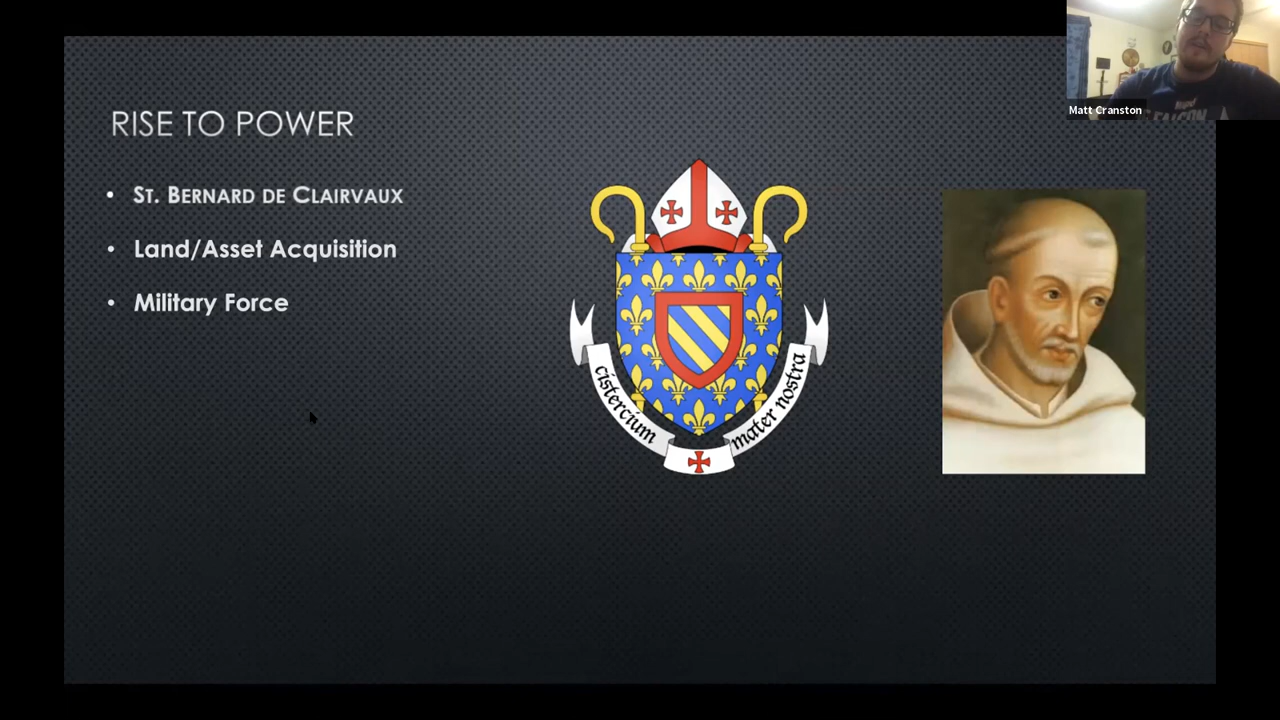 RISE TO POWER
• ST. BERNARD DE CLAIRVAUX
• Land/Asset Acquisition
• Military Force
cistercium mater nostra
Matt Cranston